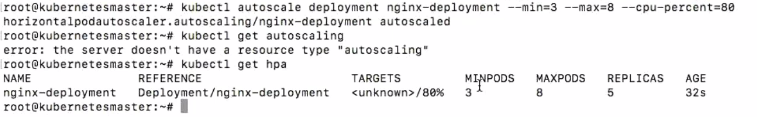 root@kubernetesmaster:~# kubectl autoscale deployment nginx-deployment --min=3 --max=8 --cpu-percent=80
horizontalpodautoscaler.autoscaling/nginx-deployment autoscaled
root@kubernetesmaster:~# kubectl get autoscaling
error: the server doesn't have a resource type "autoscaling"
root@kubernetesmaster:~# kubectl get hpa
NAME REFERENCE TARGETS MINPODS MAXPODS REPLICAS AGE
nginx-deployment Deployment/nginx-deployment <unknown>/80% 3 8 5 32s
root@kubernetesmaster:~#